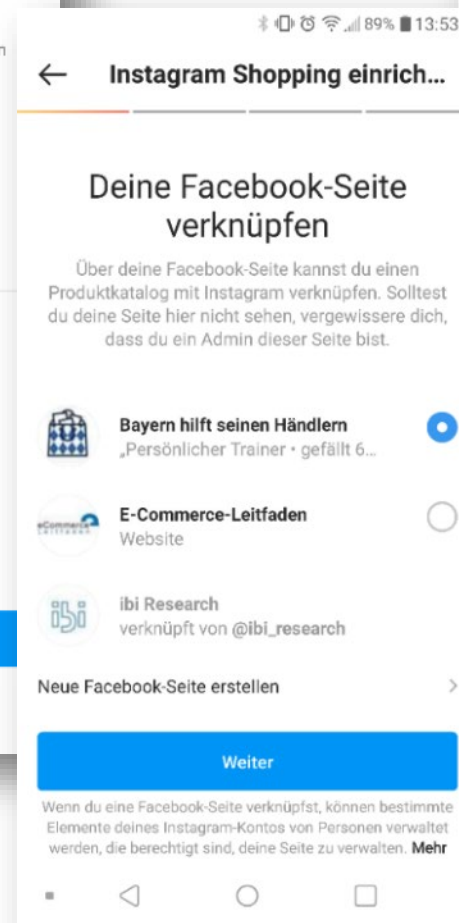 n
89% 13:53
Instagram Shopping einrich...
Deine Facebook-Seite
verknüpfen
Über deine Facebook-Seite kannst du einen
Produktkatalog mit Instagram verknüpfen. Solltest
du deine Seite hier nicht sehen, vergewissere dich,
dass du ein Admin dieser Seite bist.
Bayern hilft seinen Händlern
„Persönlicher Trainer • gefällt 6...
eCommerce
Leitfaden
E-Commerce-Leitfaden
Website
ibi
ibi Research
verknüpft von @ibi_research
Neue Facebook-Seite erstellen
Weiter
Wenn du eine Facebook-Seite verknüpfst, können bestimmte
Elemente deines Instagram-Kontos von Personen verwaltet
werden, die berechtigt sind, deine Seite zu verwalten. Mehr